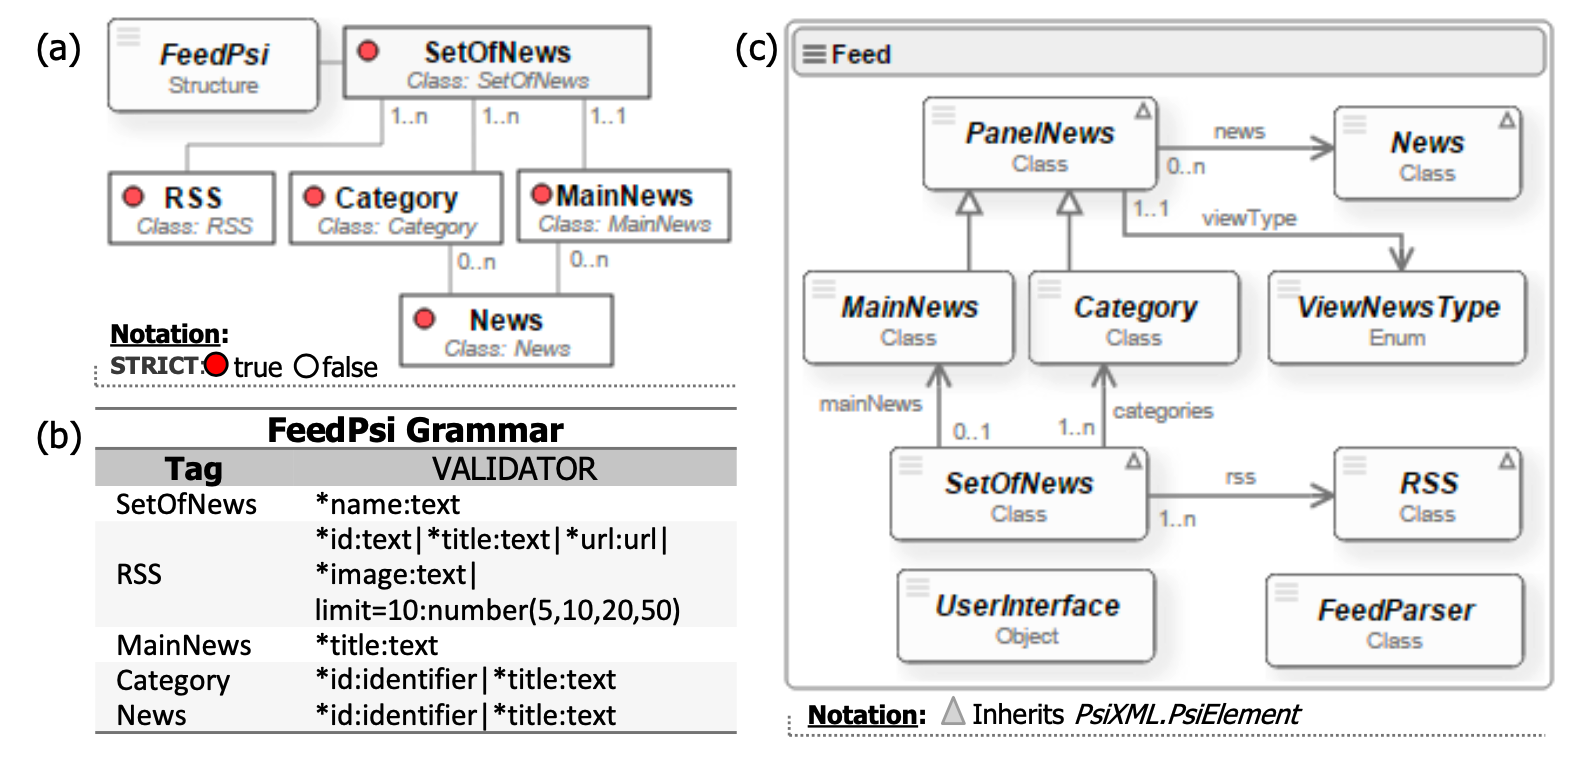 (a)
FeedPsi
Structure
SetOfNews
Class: SetOfNews
1..n
1..n
1..1
RSS
Class: RSS
Category
Class: Category
MainNews
Class: MainNews
0..n
0..n
News
Class: News
Notation:
STRICT: true false
(b)
FeedPsi Grammar
Tag VALIDATOR
SetOfNews *name:text
RSS *id:text|*title:text|*url:url|
*image:text|
limit=10:number(5,10,20,50)
MainNews *title:text
Category *id:identifier|*title:text
News *id:identifier|*title:text
(c)
Feed
PanelNews
Class
news
0..n
News
Class
1..1
viewType
MainNews
Class
Category
Class
ViewNewsType
Enum
mainNews
0..1
categories
1..n
SetOfNews
Class
rss
1..n
RSS
Class
UserInterface
Object
FeedParser
Class
Notation: Inherits PsiXML.PsiElement